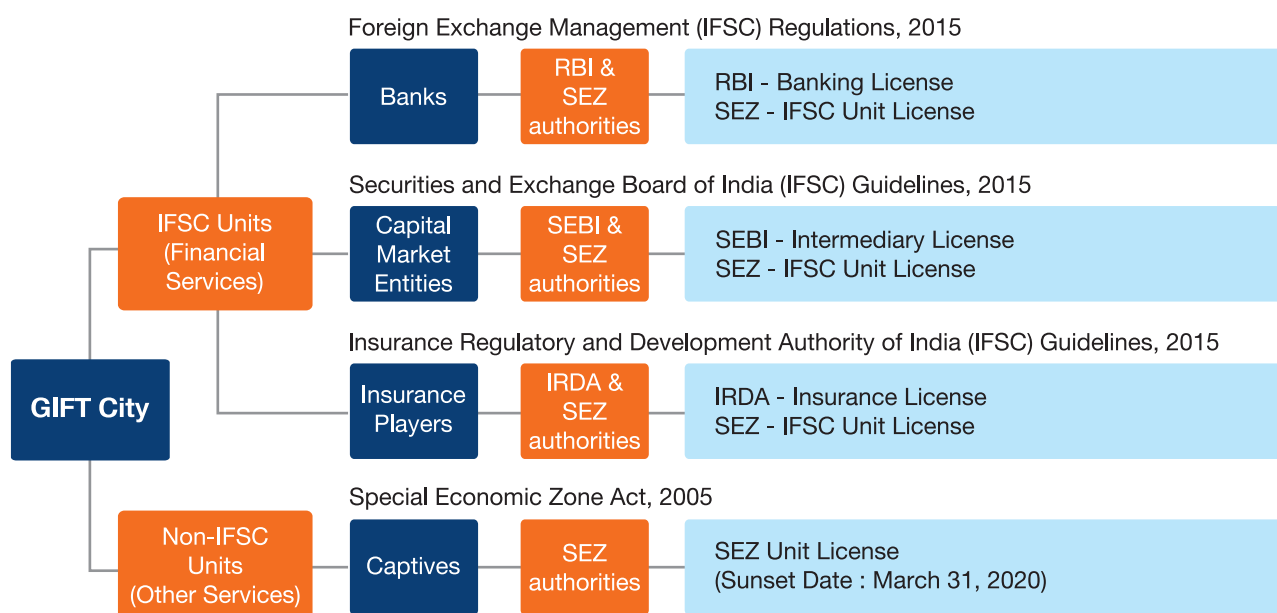 Foreign Exchange Management (IFSC) Regulations, 2015
Banks
RBI &
SEZ
authorities
RBI - Banking License
SEZ - IFSC Unit License
Securities and Exchange Board of India (IFSC) Guidelines, 2015
IFSC Units
(Financial
Services)
Capital
Market
Entities
SEBI &
SEZ
authorities
SEBI - Intermediary License
SEZ - IFSC Unit License
Insurance Regulatory and Development Authority of India (IFSC) Guidelines, 2015
GIFT City
Insurance
Players
IRDA &
SEZ
authorities
IRDA - Insurance License
SEZ - IFSC Unit License
Special Economic Zone Act, 2005
Non-IFSC
Units
(Other Services)
Captives
SEZ
authorities
SEZ Unit License
(Sunset Date : March 31, 2020)